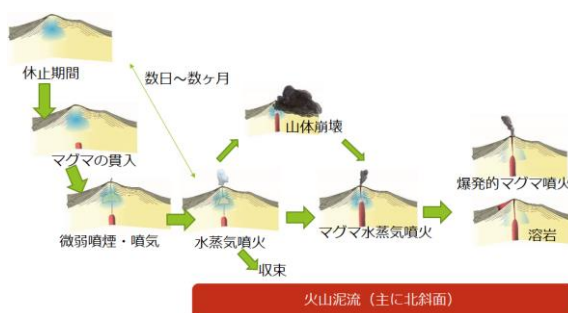 休止期間
数日～数ヶ月
マグマの貫入
山体崩壊
微弱噴煙・噴気
水蒸気噴火
マグマ水蒸気噴火
爆発的マグマ噴火
溶岩
収束
火山泥流（主に北斜面）